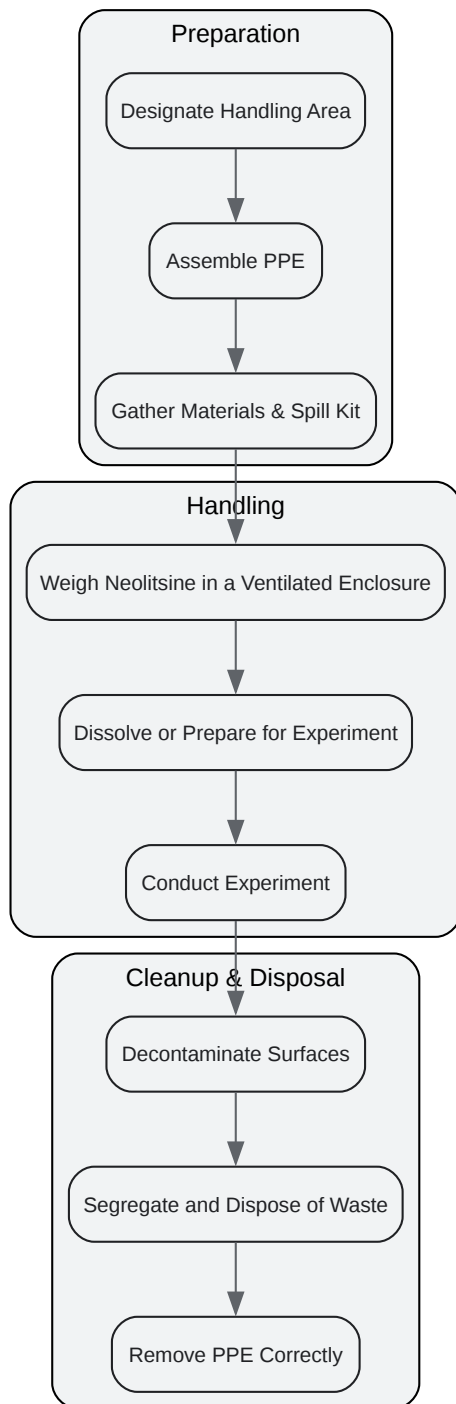 Preparation
Designate Handling Area
Assemble PPE
Gather Materials & Spill Kit
Handling
Weigh Neolitsine in a Ventilated Enclosure
Dissolve or Prepare for Experiment
Conduct Experiment
Cleanup & Disposal
Decontaminate Surfaces
Segregate and Dispose of Waste
Remove PPE Correctly